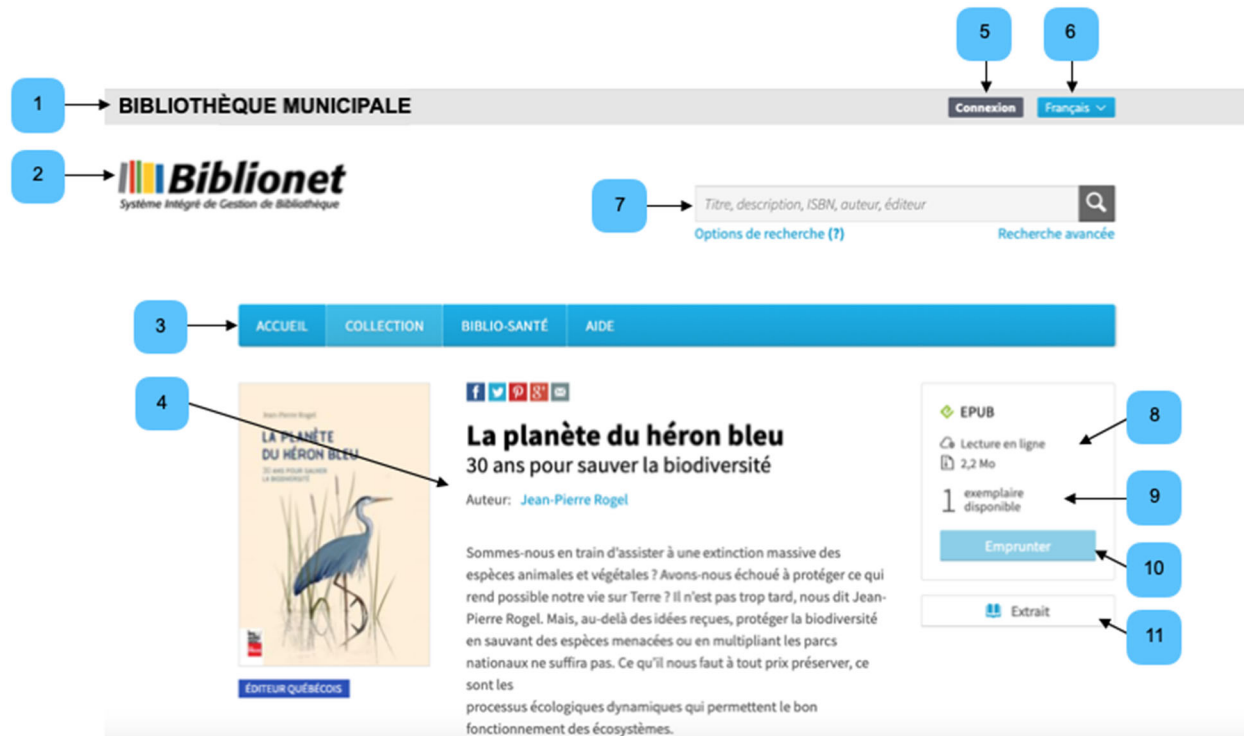 5
6
1
BIBLIOTHÈQUE MUNICIPALE
Connexion
Français
2
Biblionet
Système Intégré de Gestion de Bibliothèque
7
Titre, description, ISBN, auteur, éditeur
Options de recherche (?)
Recherche avancée
3
ACCUEIL
COLLECTION
BIBLIO-SANTÉ
AIDE
4
Jean-Pierre Rogel
LA PLANÈTE
DU HÉRON BLEU
30 ANS POUR SAUVER
LA BIODIVERSITÉ
ÉDITEUR QUÉBÉCOIS
La planète du héron bleu
30 ans pour sauver la biodiversité
Auteur: Jean-Pierre Rogel
Sommes-nous en train d'assister à une extinction massive des
espèces animales et végétales ? Avons-nous échoué à protéger ce qui
rend possible notre vie sur Terre ? Il n'est pas trop tard, nous dit Jean-
Pierre Rogel. Mais, au-delà des idées reçues, protéger la biodiversité
en sauvant des espèces menacées ou en multipliant les parcs
nationaux ne suffira pas. Ce qu'il nous faut à tout prix préserver, ce
sont les
processus écologiques dynamiques qui permettent le bon
fonctionnement des écosystèmes.
EPUB
8
Lecture en ligne
2,2 Mo
1 exemplaire
disponible
9
Emprunter
10
Extrait
11